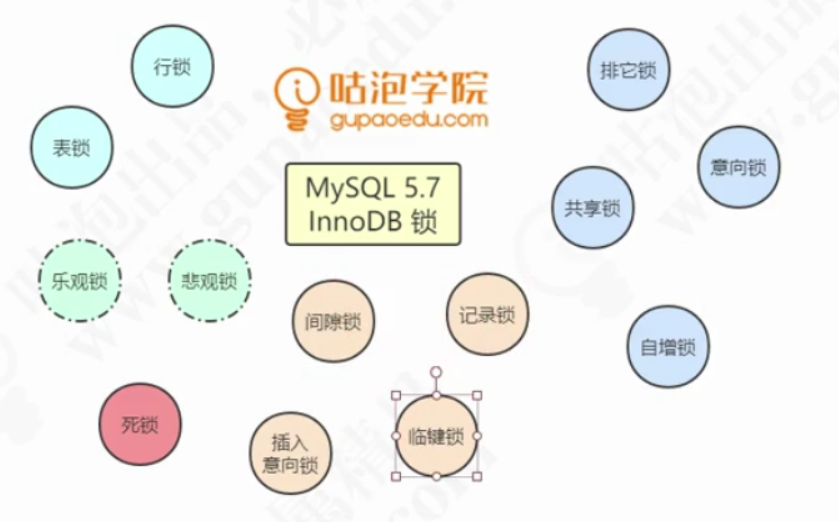 行锁
排它锁
咕泡学院
gupaoedu.com
表锁
意向锁
MySQL 5.7
InnoDB 锁
共享锁
乐观锁
悲观锁
间隙锁
记录锁
自增锁
死锁
插入
意向锁
临键锁